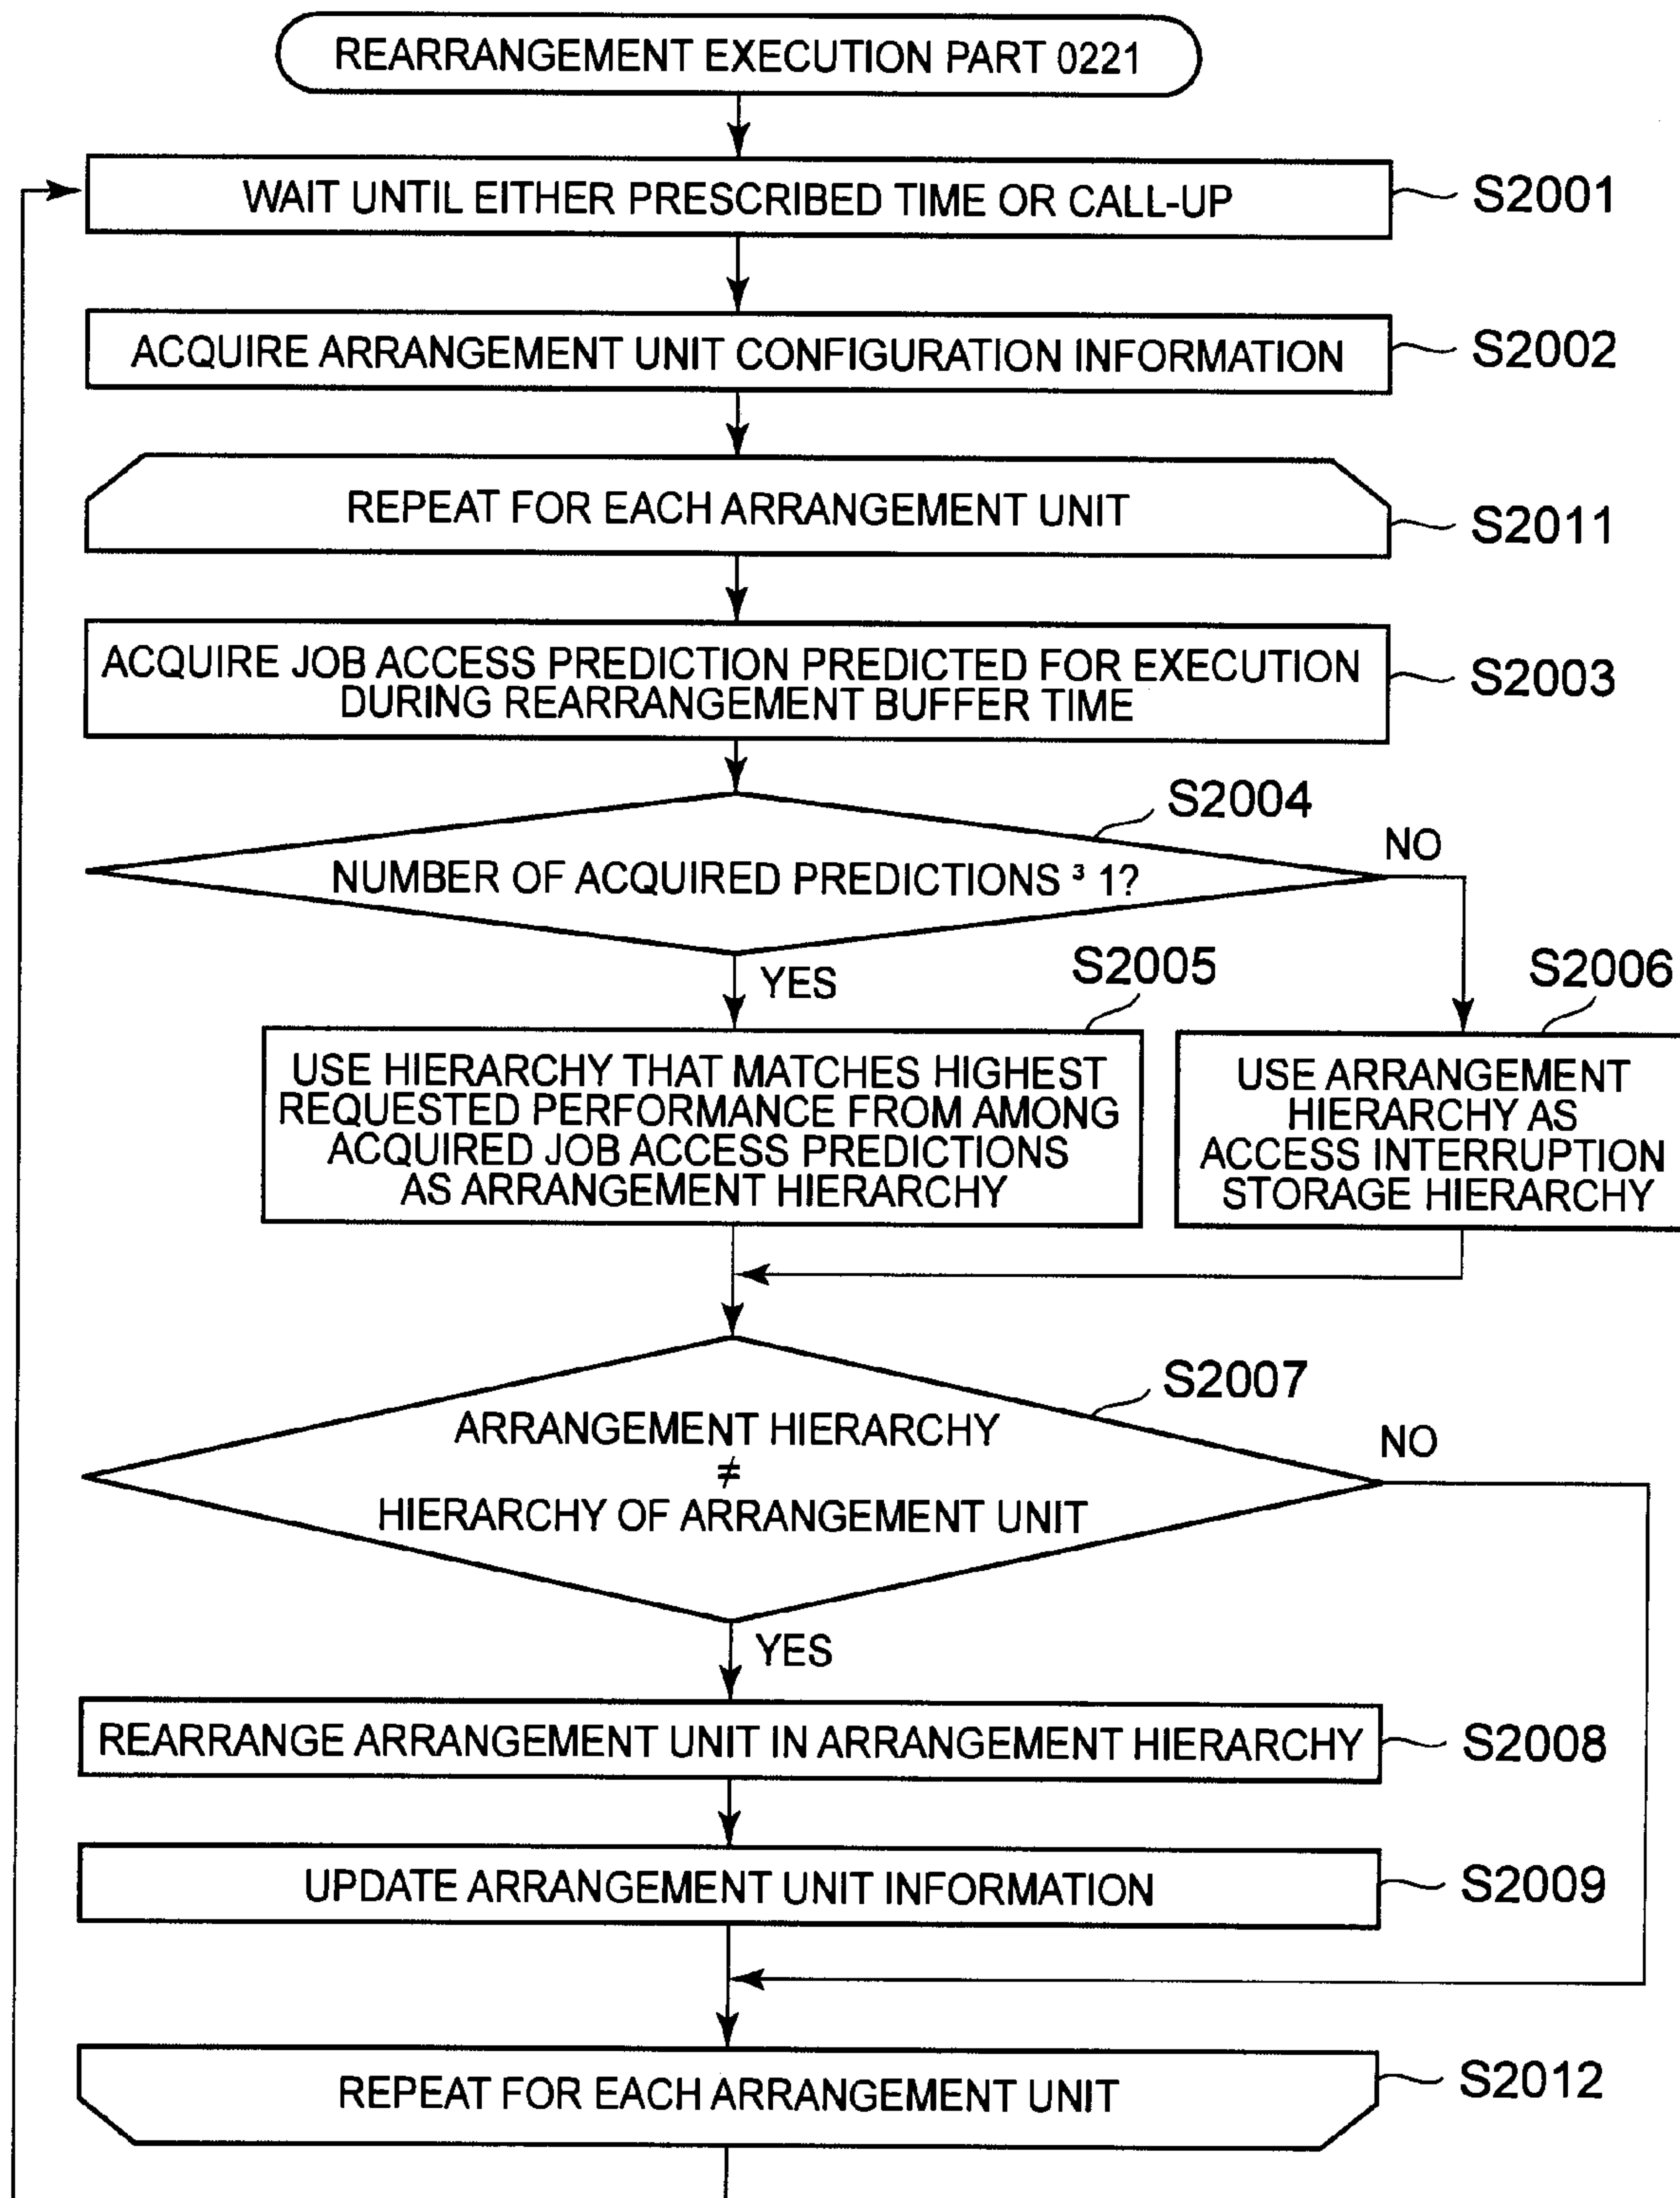 REARRANGEMENT EXECUTION PART 0221
WAIT UNTIL EITHER PRESCRIBED TIME OR CALL-UP
S2001
ACQUIRE ARRANGEMENT UNIT CONFIGURATION INFORMATION
S2002
REPEAT FOR EACH ARRANGEMENT UNIT
S2011
ACQUIRE JOB ACCESS PREDICTION PREDICTED FOR EXECUTION
DURING REARRANGEMENT BUFFER TIME
S2003
S2004
NUMBER OF ACQUIRED PREDICTIONS ³ 1?
NO
YES
S2005
USE HIERARCHY THAT MATCHES HIGHEST
REQUESTED PERFORMANCE FROM AMONG
ACQUIRED JOB ACCESS PREDICTIONS
AS ARRANGEMENT HIERARCHY
S2006
USE ARRANGEMENT
HIERARCHY AS
ACCESS INTERRUPTION
STORAGE HIERARCHY
S2007
ARRANGEMENT HIERARCHY
≠
HIERARCHY OF ARRANGEMENT UNIT
NO
YES
REARRANGE ARRANGEMENT UNIT IN ARRANGEMENT HIERARCHY
S2008
UPDATE ARRANGEMENT UNIT INFORMATION
S2009
REPEAT FOR EACH ARRANGEMENT UNIT
S2012